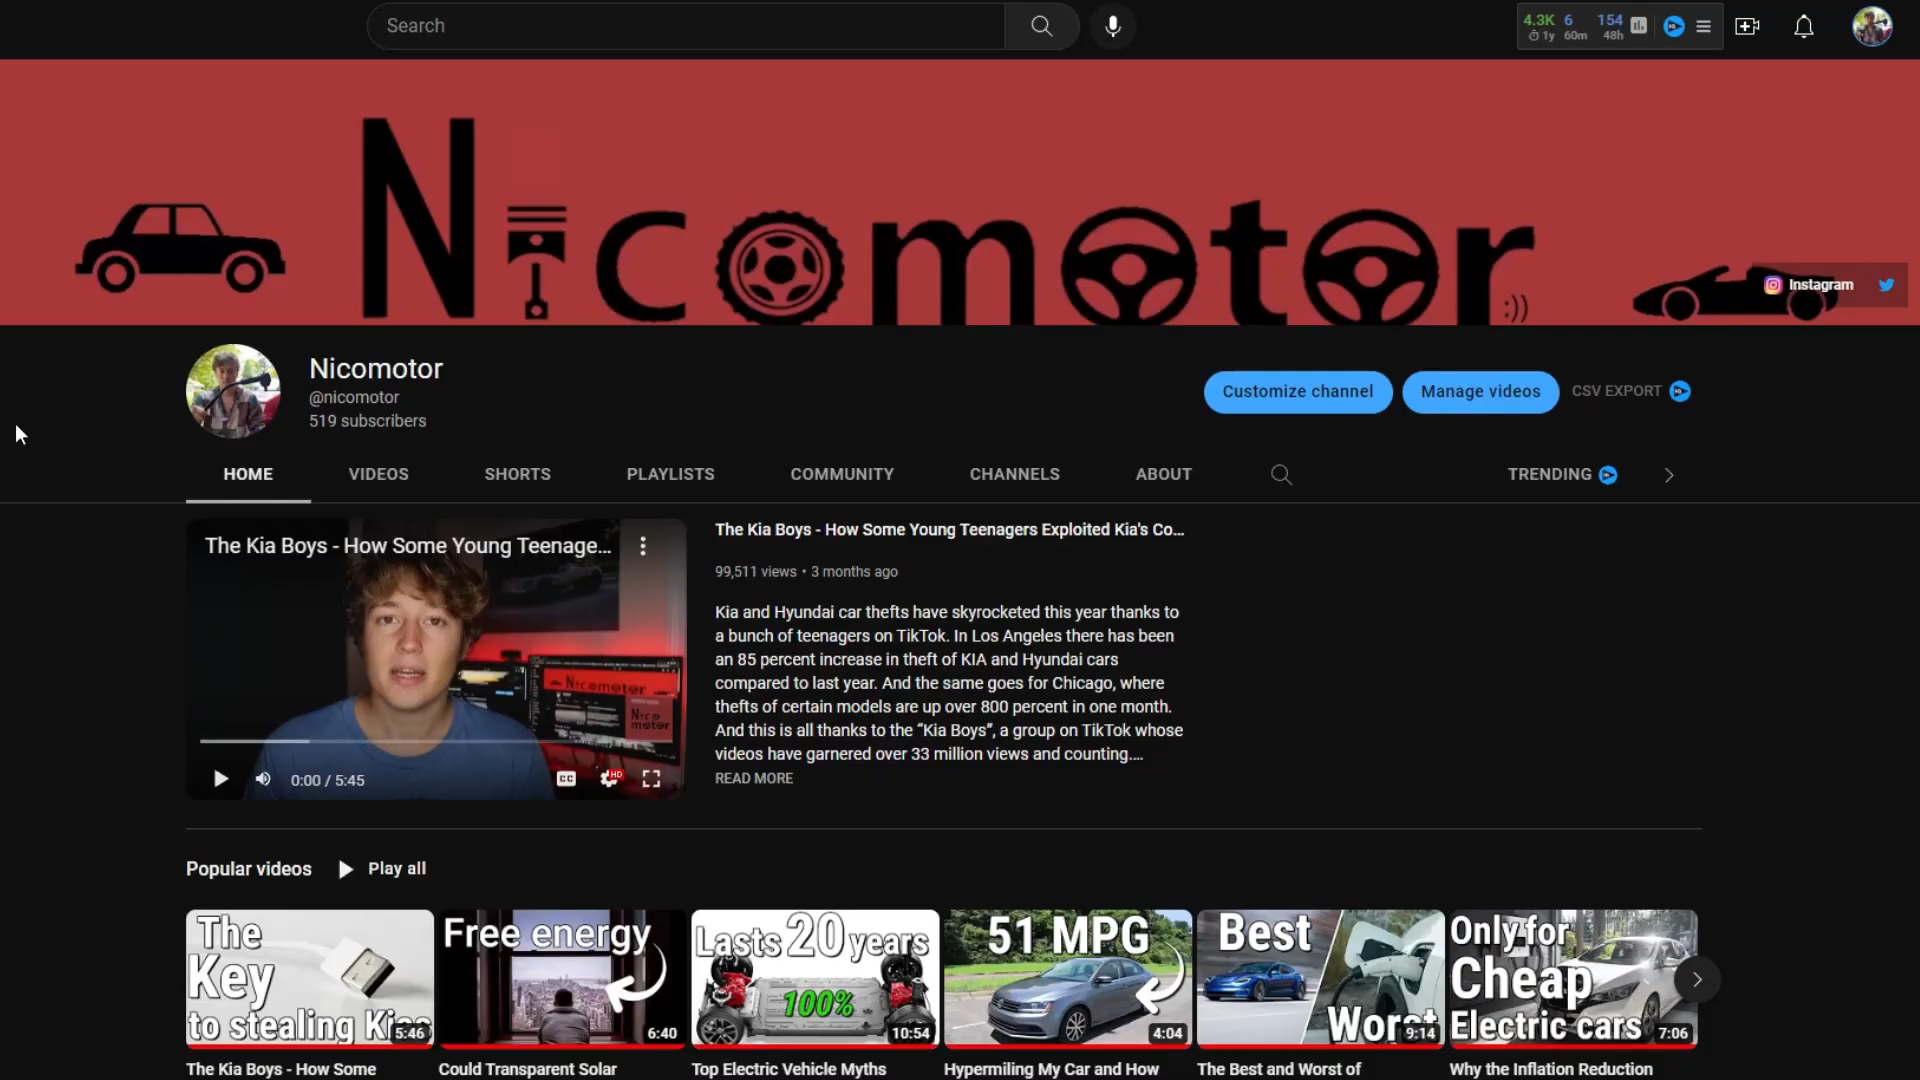 Search
4.3K 6 154
1y 60m 48h
Nicomotor
Instagram
Nicomotor
@nicomotor
519 subscribers
Customize channel
Manage videos
CSV EXPORT
HOME VIDEOS SHORTS PLAYLISTS COMMUNITY CHANNELS ABOUT TRENDING
The Kia Boys - How Some Young Teenage...
Nicomotor
Nico
motor
0:00 / 5:45
CC
HD
The Kia Boys - How Some Young Teenagers Exploited Kia's Co...
99,511 views • 3 months ago
Kia and Hyundai car thefts have skyrocketed this year thanks to
a bunch of teenagers on TikTok. In Los Angeles there has been
an 85 percent increase in theft of KIA and Hyundai cars
compared to last year. And the same goes for Chicago, where
thefts of certain models are up over 800 percent in one month.
And this is all thanks to the “Kia Boys”, a group on TikTok whose
videos have garnered over 33 million views and counting....
READ MORE
Popular videos
Play all
The
Key
to stealing Kias
5:46
Free energy
6:40
Lasts 20 years
100%
10:54
51 MPG
4:04
Best
Worst
9:14
Only for
Cheap
Electric cars
7:06
The Kia Boys - How Some
Could Transparent Solar
Top Electric Vehicle Myths
Hypermiling My Car and How
The Best and Worst of
Why the Inflation Reduction